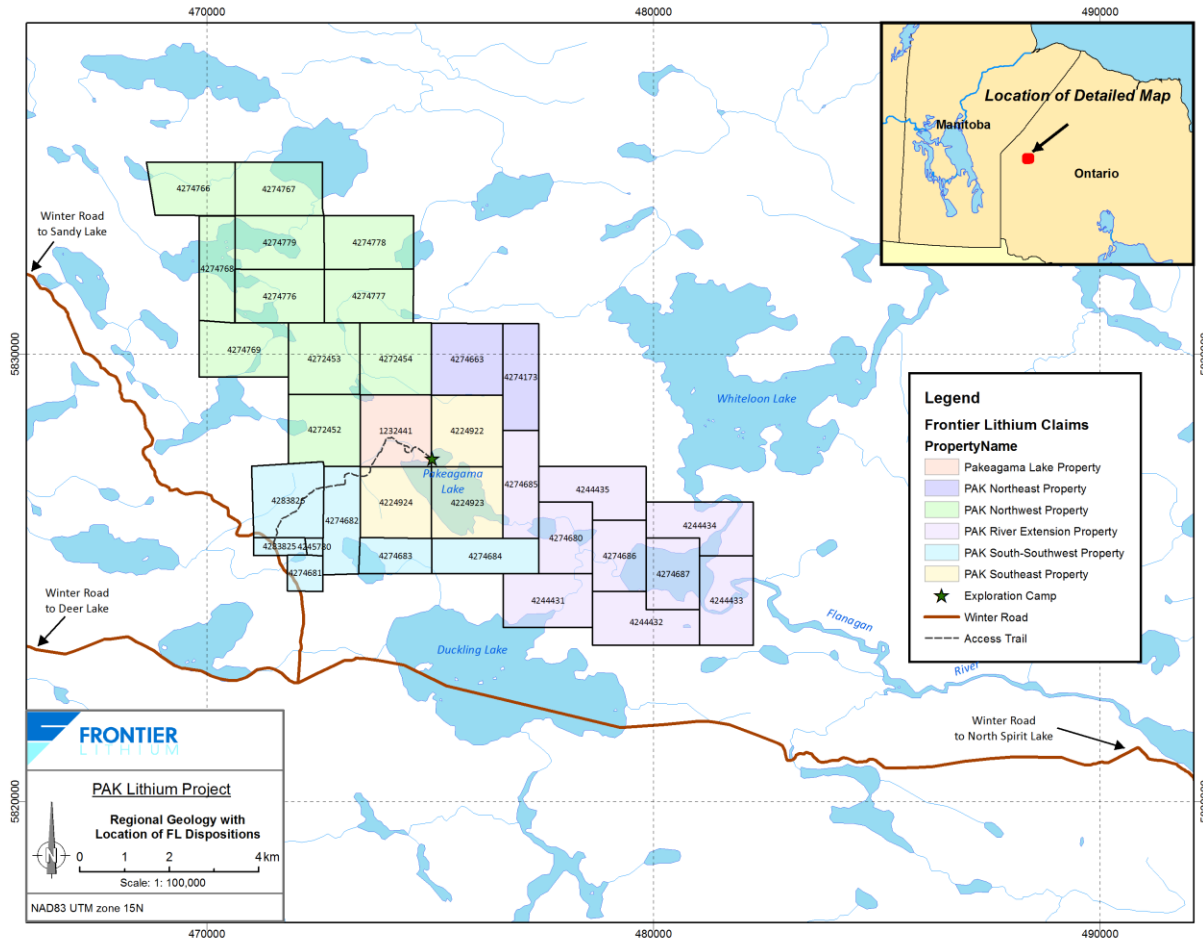 470000
480000
490000
Location of Detailed Map
Manitoba
Ontario
4274766
4274767
Winter Road
to Sandy Lake
4274779
4274778
4274768
4274776
4274777
5830000
5830000
4274769
4272453
4272454
4274663
4274173
Whiteloon Lake
4272452
1232441
4224922
Pakeagama
Lake
4283826
4274682
4224924
4224923
4274685
4244435
4244434
4283825
4245780
4274683
4274684
4274680
4274686
4274687
4274681
4244431
4244432
4244433
Winter Road
to Deer Lake
Duckling Lake
Flanagan
River
Legend
Frontier Lithium Claims
PropertyName
Pakeagama Lake Property
PAK Northeast Property
PAK Northwest Property
PAK River Extension Property
PAK South-Southwest Property
PAK Southeast Property
Exploration Camp
Winter Road
Access Trail
Winter Road
to North Spirit Lake
FRONTIER
LITHIUM
PAK Lithium Project
Regional Geology with
Location of FL Dispositions
N
0 1 2 4 km
Scale: 1: 100,000
NAD83 UTM zone 15N
5820000
5820000
470000
480000
490000